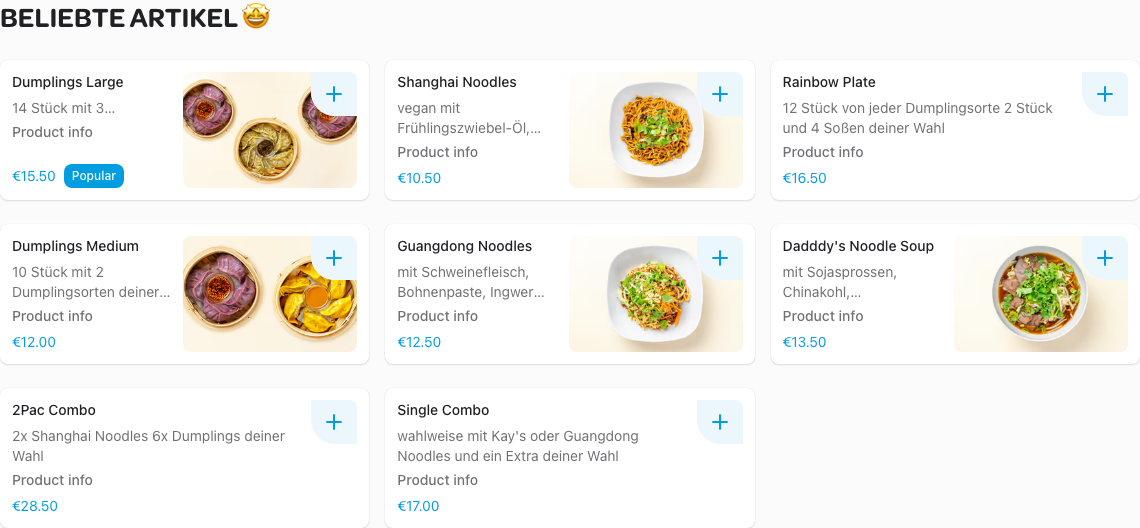 BELIEBTE ARTIKEL 🤩
Dumplings Large
14 Stück mit 3...
Product info
€15.50 Popular
Shanghai Noodles
vegan mit
Frühlingszwiebel-Öl,...
Product info
€10.50
Rainbow Plate
12 Stück von jeder Dumplingsorte 2 Stück
und 4 Soßen deiner Wahl
Product info
€16.50
Dumplings Medium
10 Stück mit 2
Dumplingsorten deiner...
Product info
€12.00
Guangdong Noodles
mit Schweinefleisch,
Bohnenpaste, Ingwer...
Product info
€12.50
Dadddy's Noodle Soup
mit Sojasprossen,
Chinakohl,...
Product info
€13.50
2Pac Combo
2x Shanghai Noodles 6x Dumplings deiner
Wahl
Product info
€28.50
Single Combo
wahlweise mit Kay's oder Guangdong
Noodles und ein Extra deiner Wahl
Product info
€17.00